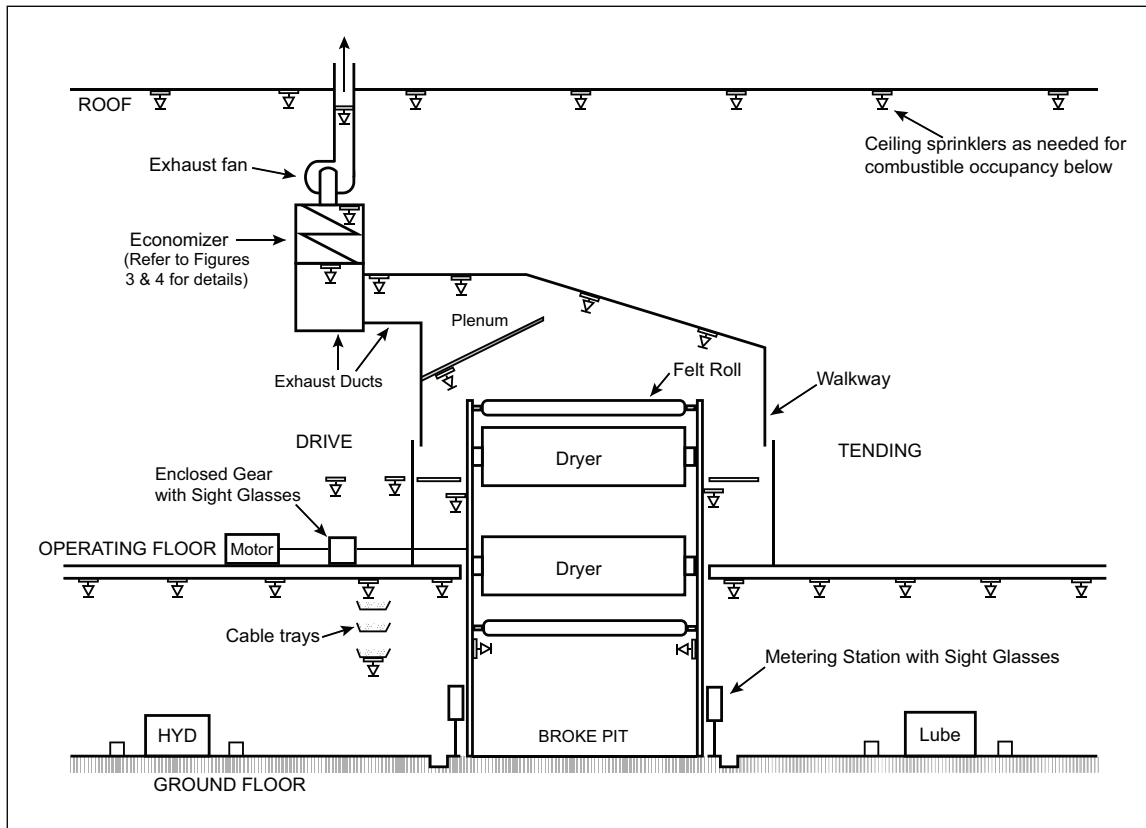 ROOF
Ceiling sprinklers as needed for
combustible occupancy below
Exhaust fan
Economizer
(Refer to Figures
3 & 4 for details)
Plenum
Exhaust Ducts
Felt Roll
Walkway
DRIVE
Dryer
TENDING
Enclosed Gear
with Sight Glasses
OPERATING FLOOR
Motor
Dryer
Cable trays
Metering Station with Sight Glasses
HYD
BROKE PIT
Lube
GROUND FLOOR